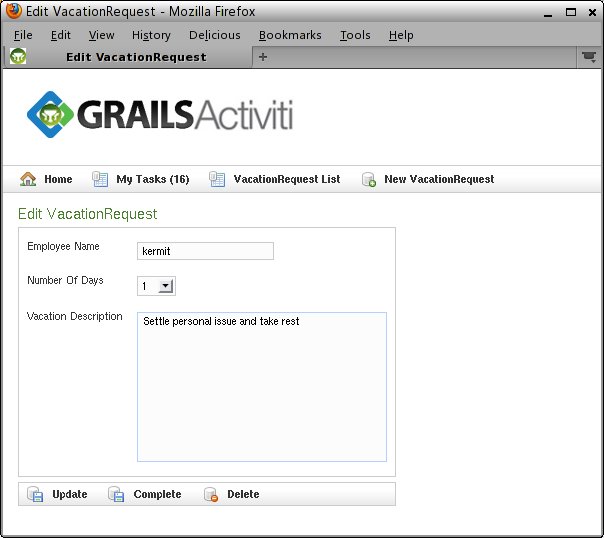 Edit VacationRequest - Mozilla Firefox
File Edit View History Delicious Bookmarks Tools Help
Edit VacationRequest
GRAILSActiviti
Home My Tasks (16) VacationRequest List New VacationRequest
Edit VacationRequest
Employee Name kermit
Number Of Days 1
Vacation Description Settle personal issue and take rest
Update Complete Delete